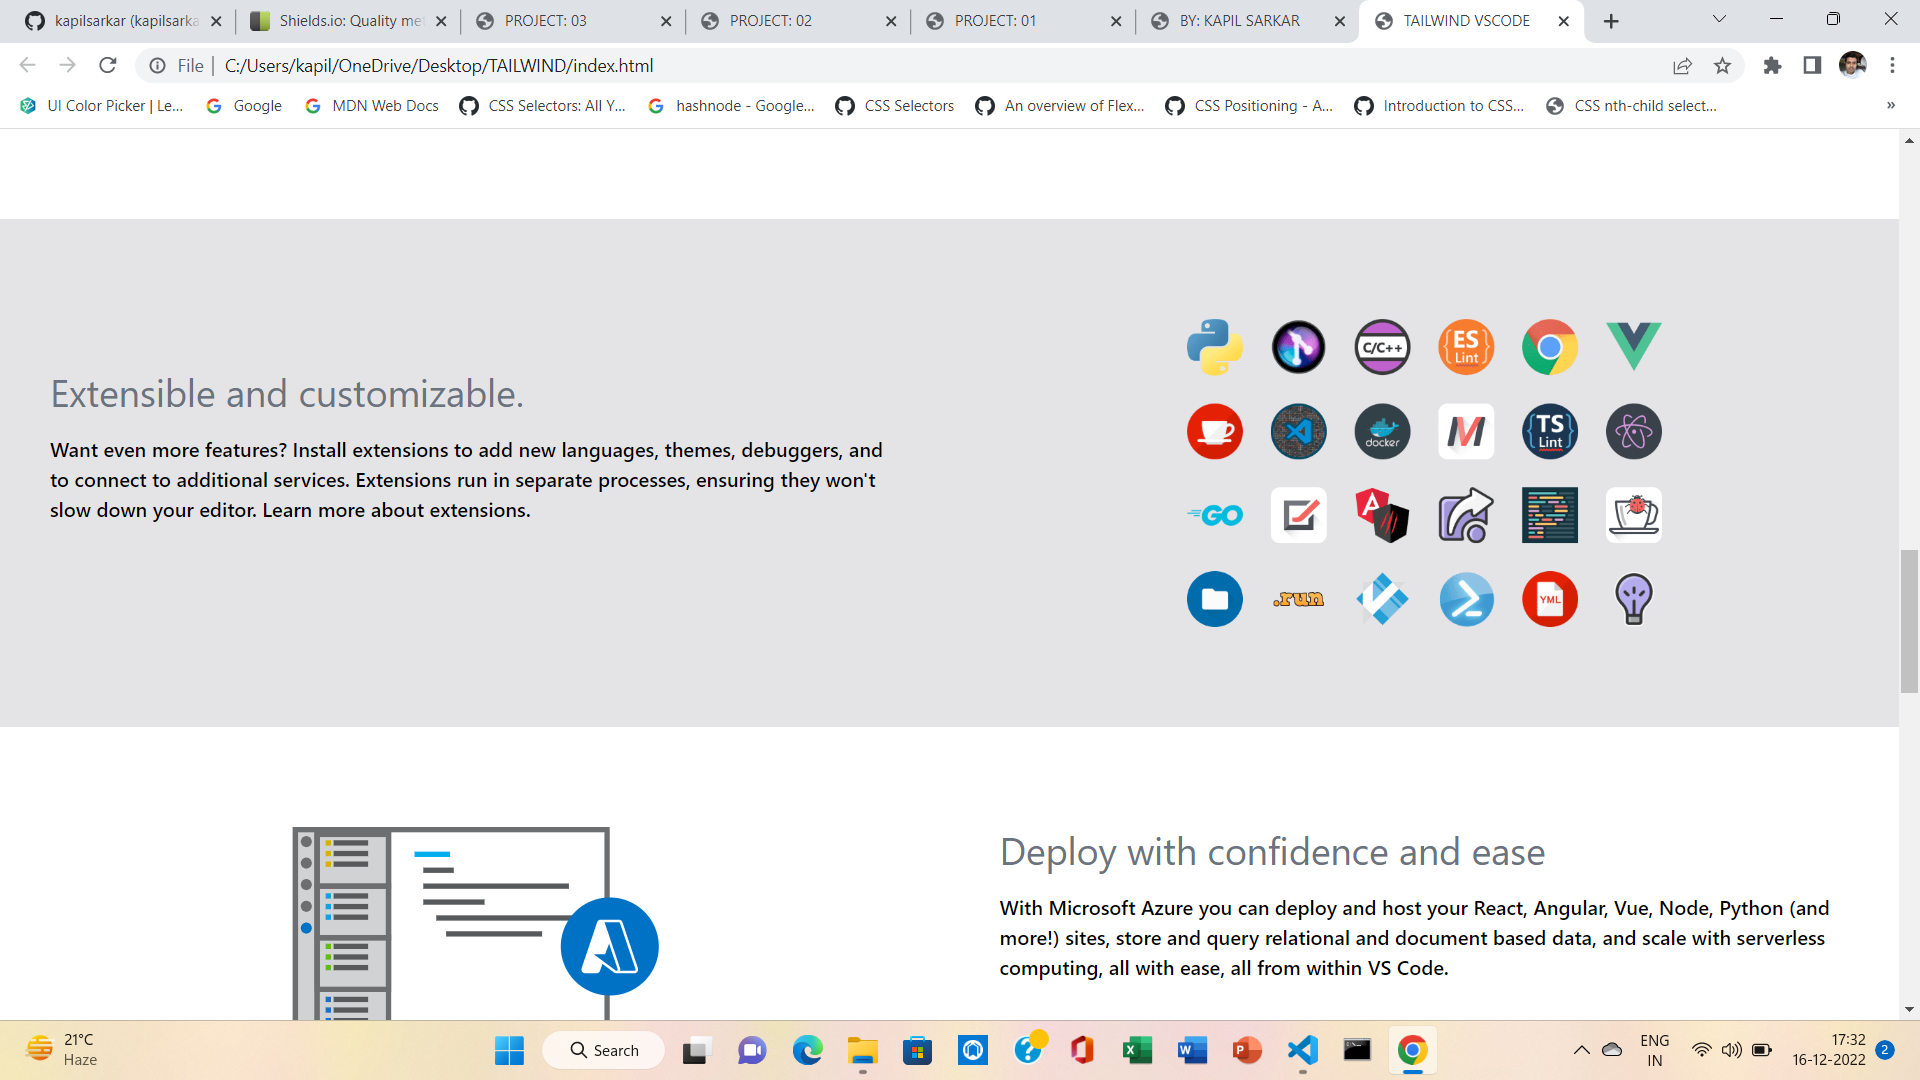 kapilsarkar (kapilsarka
Shields.io: Quality met
PROJECT: 03
PROJECT: 02
PROJECT: 01
BY: KAPIL SARKAR
TAILWIND VSCODE
File
C:/Users/kapil/OneDrive/Desktop/TAILWIND/index.html
UI Color Picker | Le...
Google
MDN Web Docs
CSS Selectors: All Y...
hashnode - Google...
CSS Selectors
An overview of Flex...
CSS Positioning - A...
Introduction to CSS...
CSS nth-child select...
»
C/C++
ES
Lint
Extensible and customizable.
docker
TS
Lint
Want even more features? Install extensions to add new languages, themes, debuggers, and
to connect to additional services. Extensions run in separate processes, ensuring they won't
slow down your editor. Learn more about extensions.
GO
A
.run
YML
Deploy with confidence and ease
With Microsoft Azure you can deploy and host your React, Angular, Vue, Node, Python (and
more!) sites, store and query relational and document based data, and scale with serverless
computing, all with ease, all from within VS Code.
21°C
Haze
Search
ENG
IN
17:32
16-12-2022
2